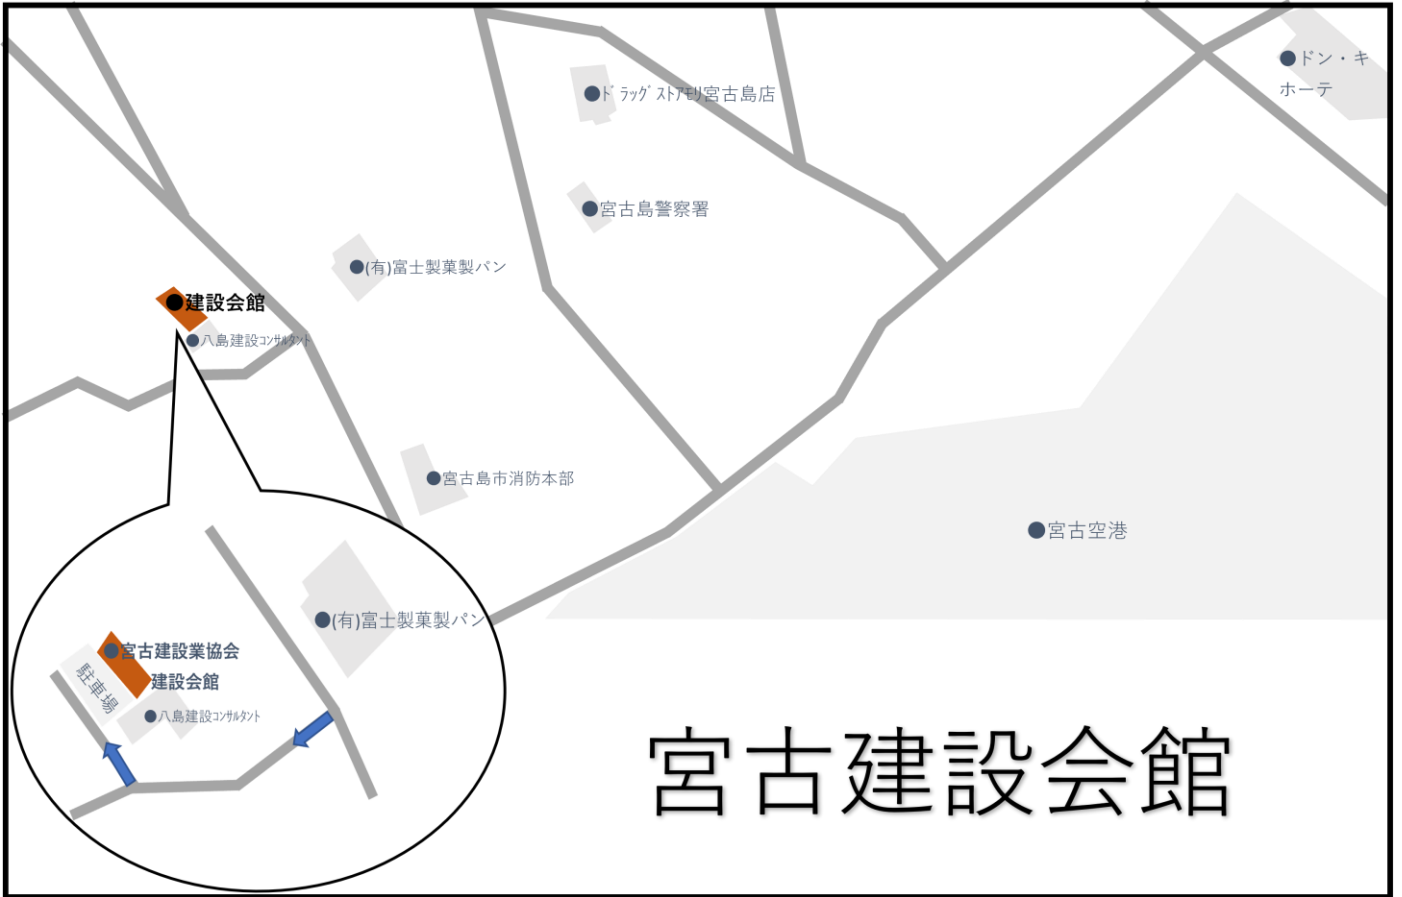 ドン・キ
ホーテ
ﾄﾞﾗｯｸﾞｽﾄｱﾓﾘ宮古島店
宮古島警察署
(有)富士製菓製パン
建設会館
八島建設ｺﾝｻﾙﾀﾝﾄ
宮古島市消防本部
宮古空港
(有)富士製菓製パン
宮古建設業協会
建設会館
駐車場
八島建設ｺﾝｻﾙﾀﾝﾄ
宮古建設会館